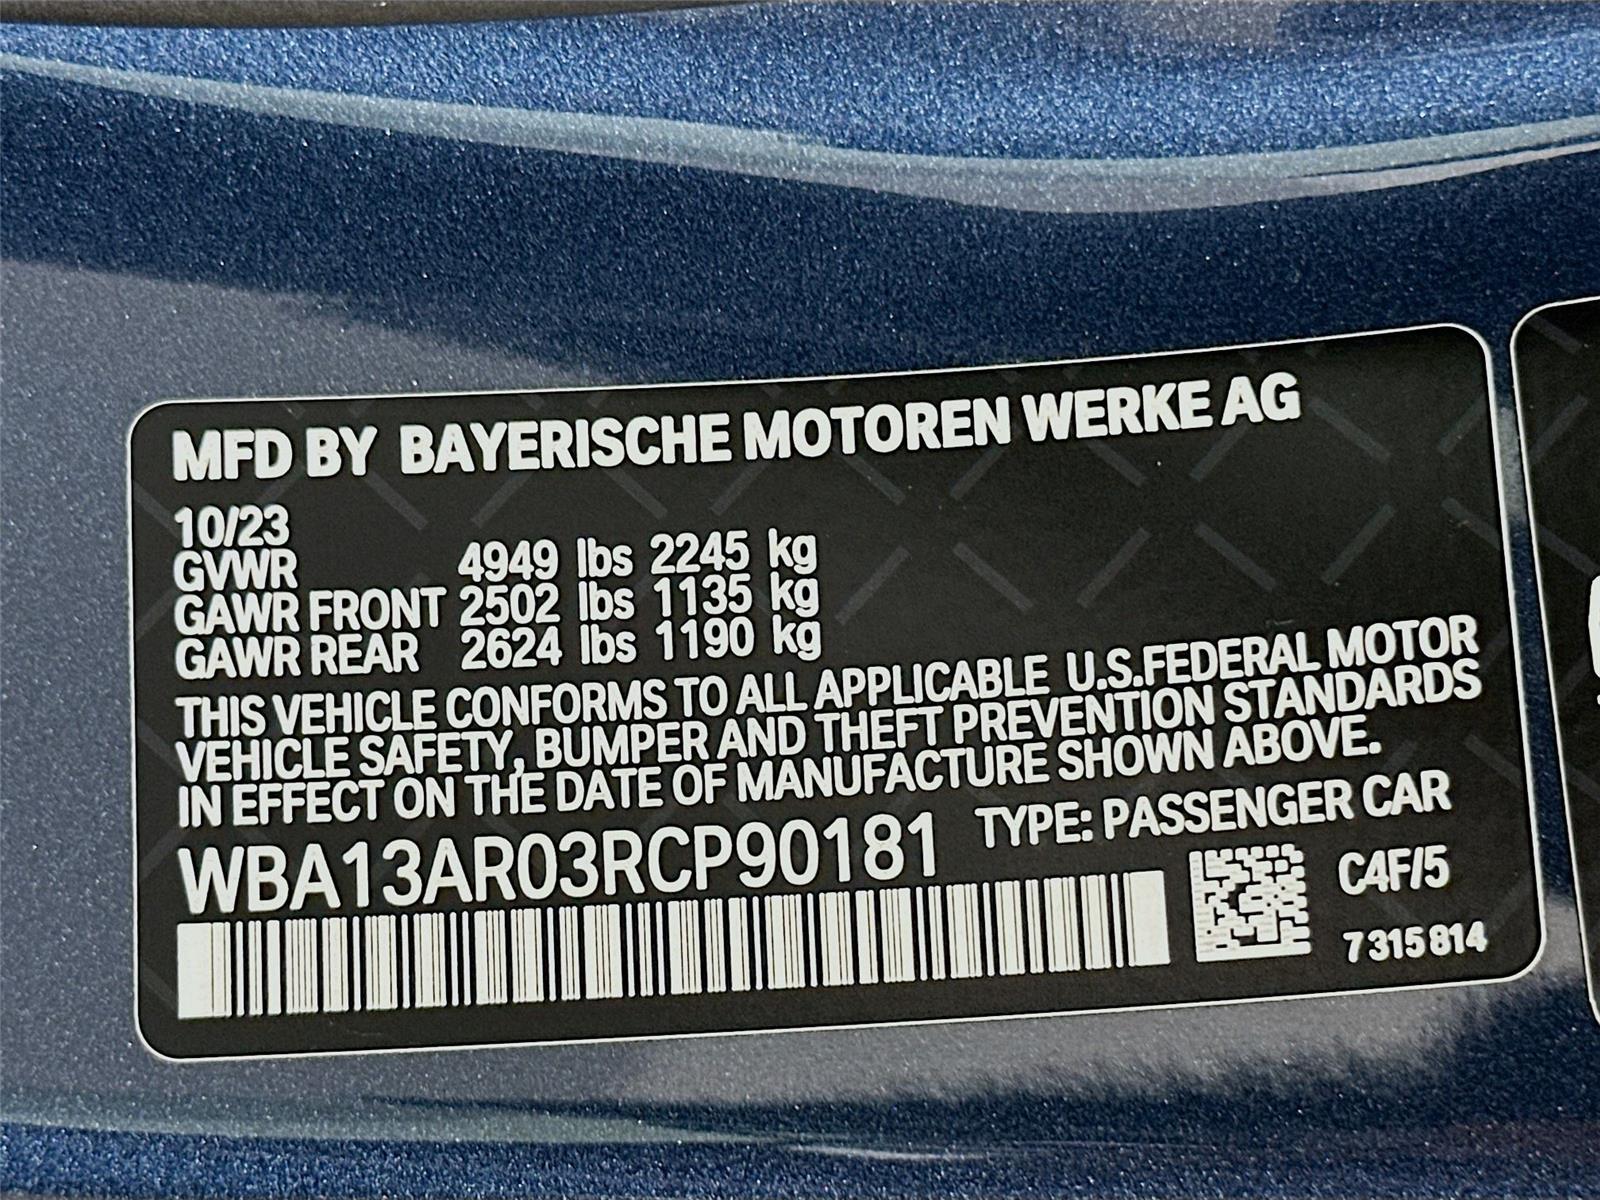 MFD BY BAYERISCHE MOTOREN WERKE AG
10/23
GVWR 4949 lbs 2245 kg
GAWR FRONT 2502 lbs 1135 kg
GAWR REAR 2624 lbs 1190 kg
THIS VEHICLE CONFORMS TO ALL APPLICABLE U.S.FEDERAL MOTOR
VEHICLE SAFETY, BUMPER AND THEFT PREVENTION STANDARDS
IN EFFECT ON THE DATE OF MANUFACTURE SHOWN ABOVE.
WBA13AR03RCP90181 TYPE: PASSENGER CAR
C4F/5
7315814